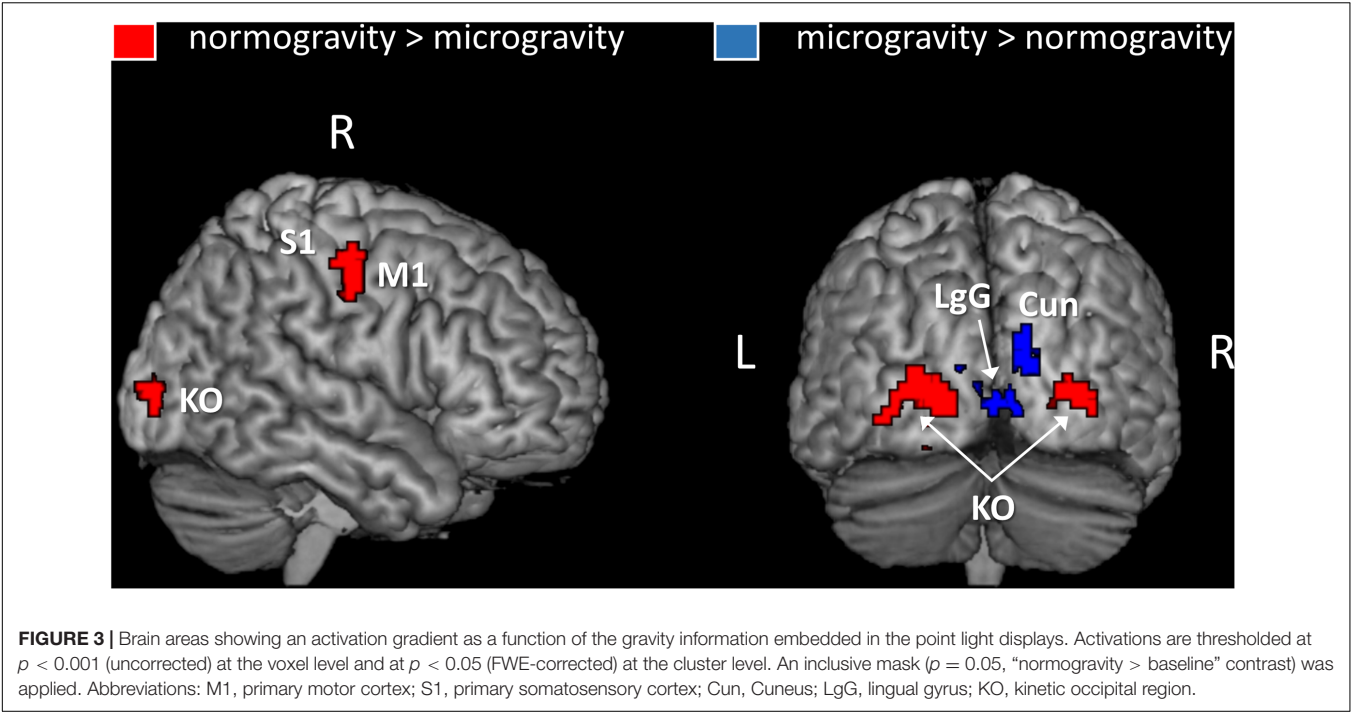 normogravity > microgravity
microgravity > normogravity
R
S1
M1
KO
LgG
Cun
L
R
KO
FIGURE 3 | Brain areas showing an activation gradient as a function of the gravity information embedded in the point light displays. Activations are thresholded at
p < 0.001 (uncorrected) at the voxel level and at p < 0.05 (FWE-corrected) at the cluster level. An inclusive mask (p = 0.05, “normogravity > baseline” contrast) was
applied. Abbreviations: M1, primary motor cortex; S1, primary somatosensory cortex; Cun, Cuneus; LgG, lingual gyrus; KO, kinetic occipital region.